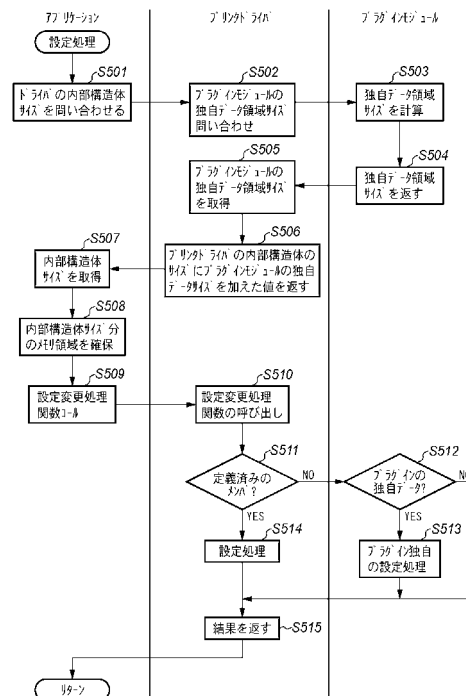 アプリケーション
プリンタドライバ
プラグインモジュール
設定処理
S501
ドライバの内部構造体
サイズを問い合わせる
S502
プラグインモジュールの
独自データ領域サイズ
問い合わせ
S503
独自データ領域
サイズを計算
S504
独自データ領域
サイズを返す
S505
プラグインモジュールの
独自データ領域サイズ
を取得
S506
プリンタドライバの内部構造体の
サイズにプラグインモジュールの独自
データサイズを加えた値を返す
S507
内部構造体
サイズを取得
S508
内部構造体サイズ分
のメモリ領域を確保
S509
設定変更処理
関数コール
S510
設定変更処理
関数の呼び出し
S511
定義済みの
メンバ?
NO
YES
S512
プラグインの
独自データ?
NO
YES
S513
プラグイン独自
の設定処理
S514
設定処理
S515
結果を返す
リターン